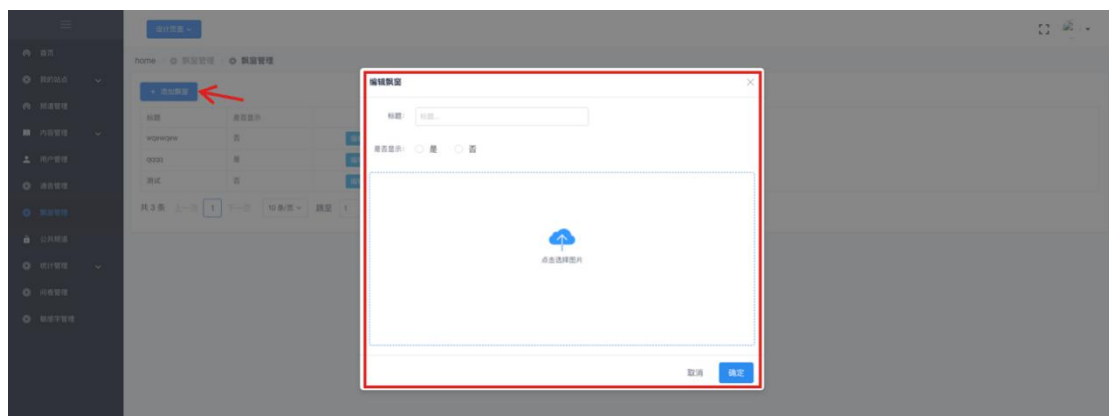 设计页面
首页
home 飘窗管理 飘窗管理
我的站点
+ 添加飘窗
频道管理
标题 是否显示
内容管理
wqewqew 否
用户管理
qqqq 是
通告管理
测试 否
飘窗管理
共 3 条 上一页 1 下一页 10 条/页 跳至 1
公共频道
统计管理
问卷管理
敏感字管理
编辑飘窗
标题: 标题...
是否显示: 是 否
点击选择图片
取消 确定